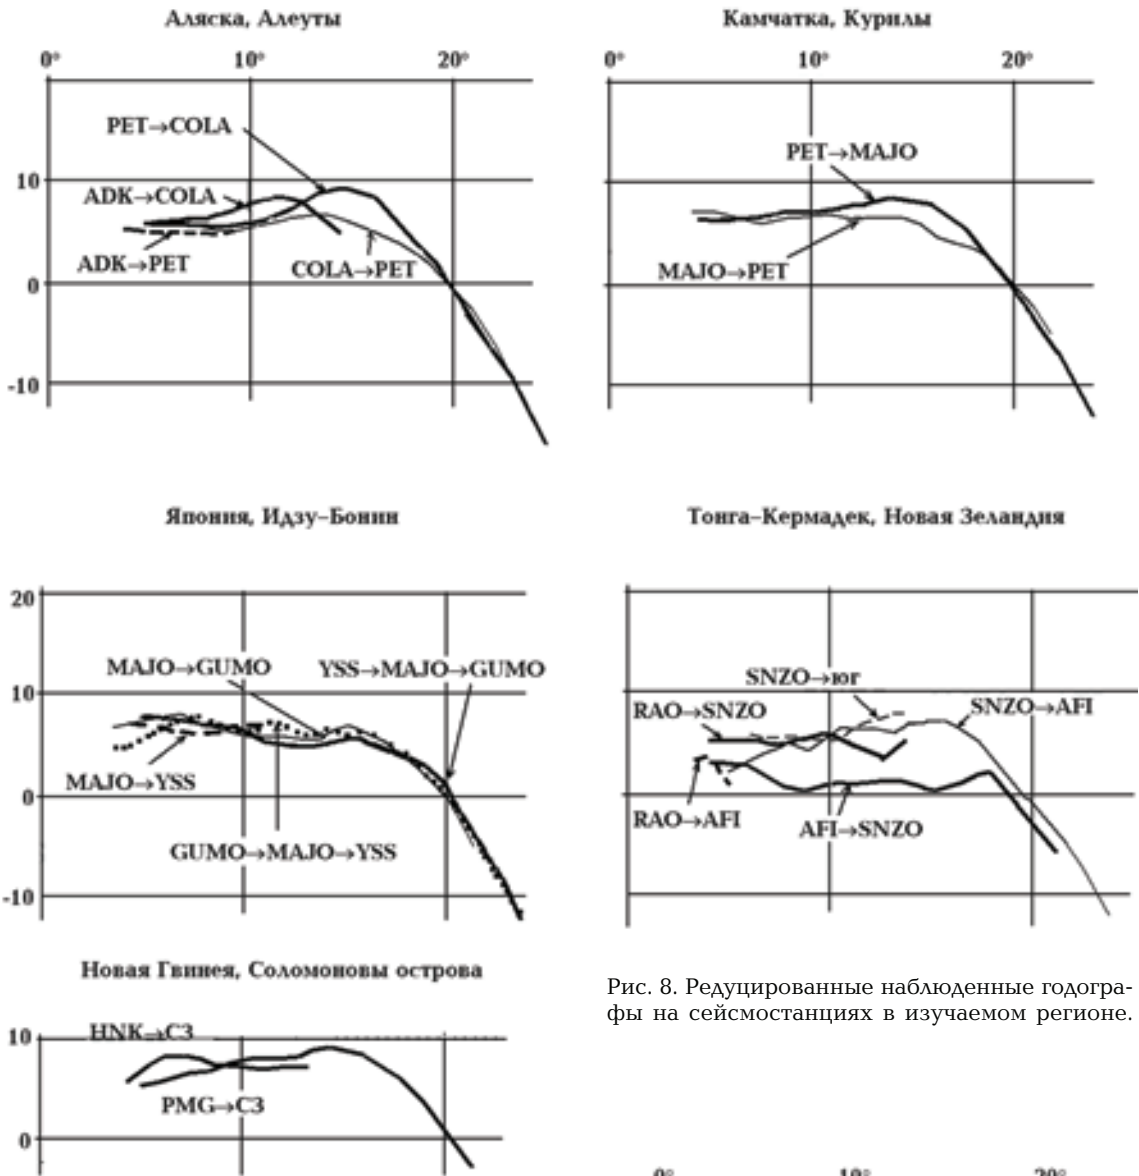 Аляска, Алеуты
0° 10° 20°
PET→COLA
10
ADK→COLA
ADK→PET
COLA→PET
0
-10
Камчатка, Курилы
0° 10° 20°
PET→MAJO
MAJO→PET
Япония, Идзу–Бонин
20
MAJO→GUMO YSS→MAJO→GUMO
10
MAJO→YSS
0
GUMO→MAJO→YSS
-10
Тонга–Кермадек, Новая Зеландия
SNZO→юг
RAO→SNZO SNZO→AFI
RAO→AFI AFI→SNZO
Новая Гвинея, Соломоновы острова
10 HNK→СЗ
PMG→СЗ
0
Рис. 8. Редуцированные наблюденные годогра-
фы на сейсмостанциях в изучаемом регионе.
0° 10° 20°